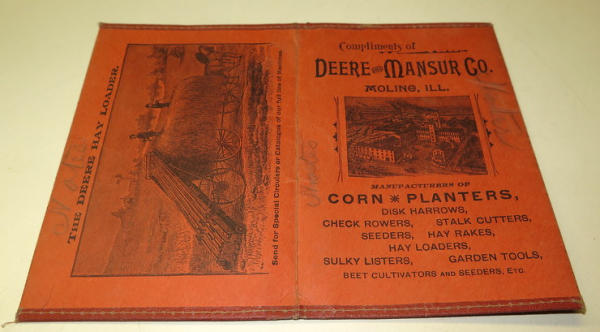 THE DEERE HAY LOADER.
Send for Special Circulars or Catalogue of our full line of Machines.
Compliments of
DEERE AND MANSUR CO.
MOLINE, ILL.
MANUFACTURERS OF
CORN * PLANTERS,
DISK HARROWS,
CHECK ROWERS, STALK CUTTERS,
SEEDERS, HAY RAKES,
HAY LOADERS,
SULKY LISTERS, GARDEN TOOLS,
BEET CULTIVATORS AND SEEDERS, ETC.